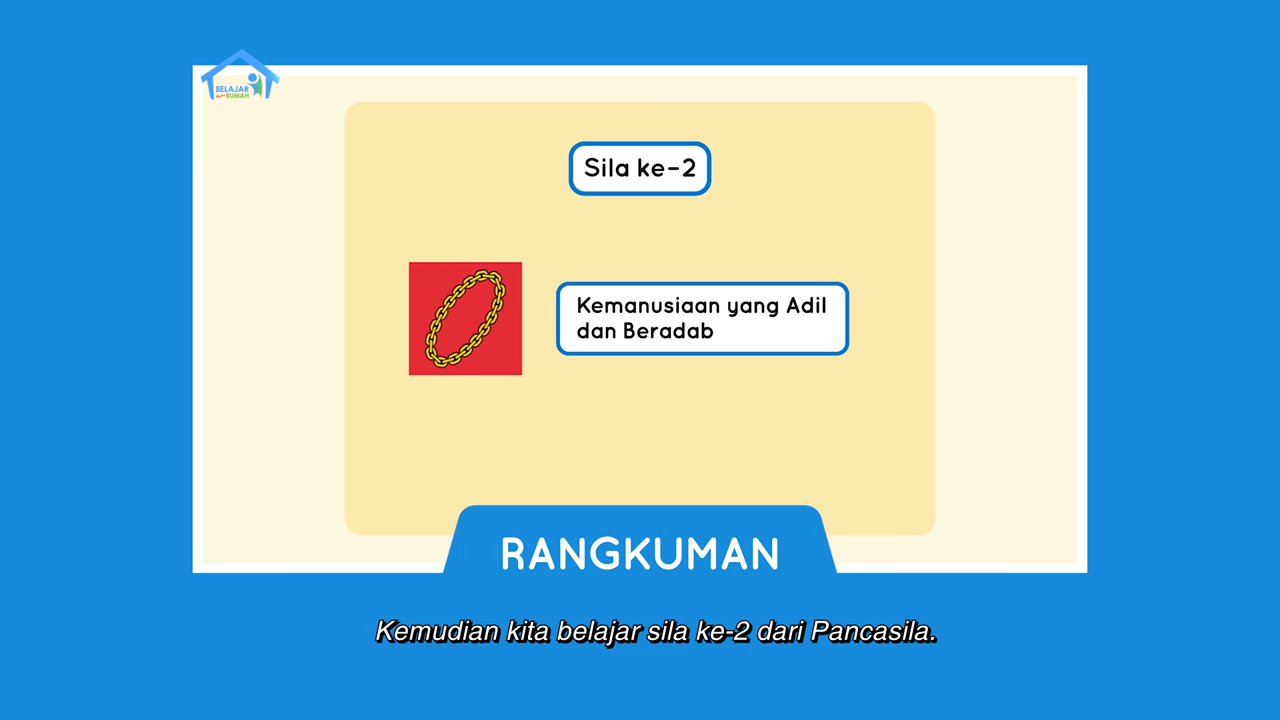 BELAJAR
dari RUMAH
Sila ke-2
Kemanusiaan yang Adil
dan Beradab
RANGKUMAN
Kemudian kita belajar sila ke-2 dari Pancasila.